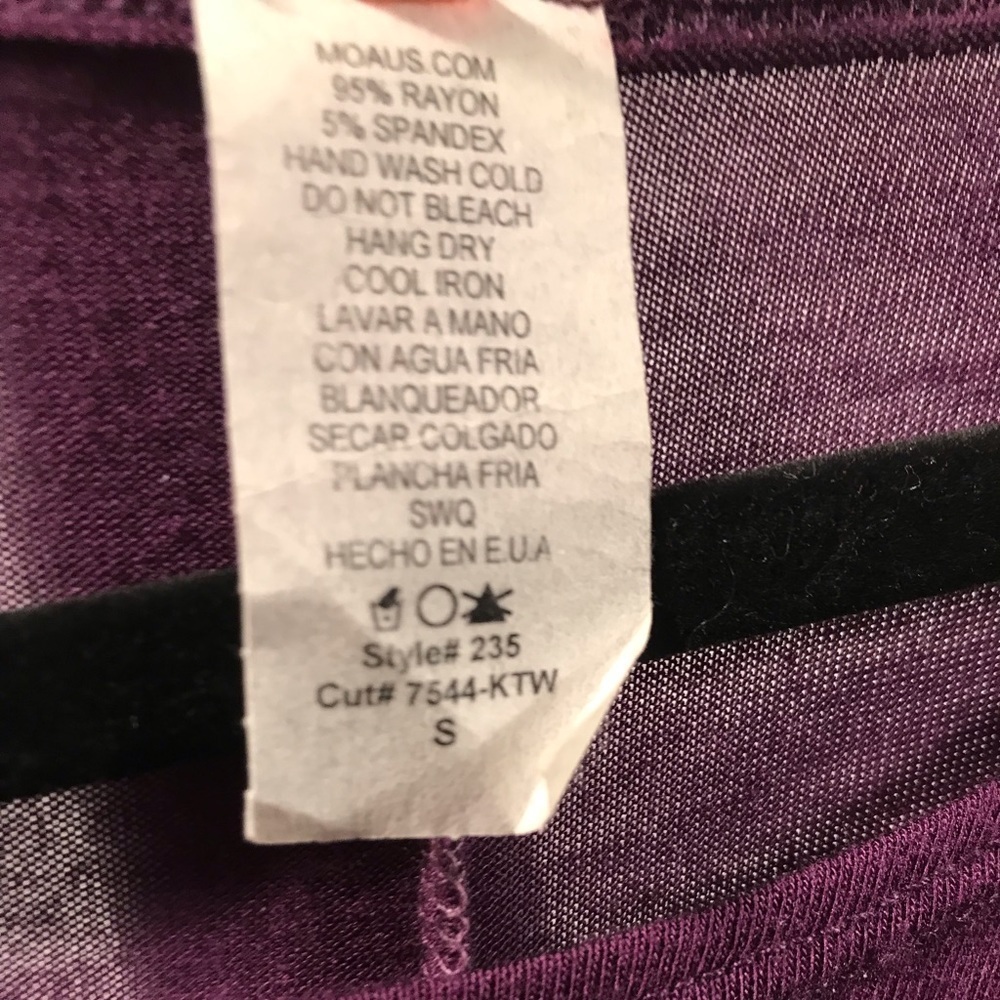 MOAUS.COM
95% RAYON
5% SPANDEX
HAND WASH COLD
DO NOT BLEACH
HANG DRY
COOL IRON
LAVAR A MANO
CON AGUA FRIA
BLANQUEADOR
SECAR COLGADO
PLANCHA FRIA
SWQ
HECHO EN E.U.A
Style# 235
Cut# 7544-KTW
S